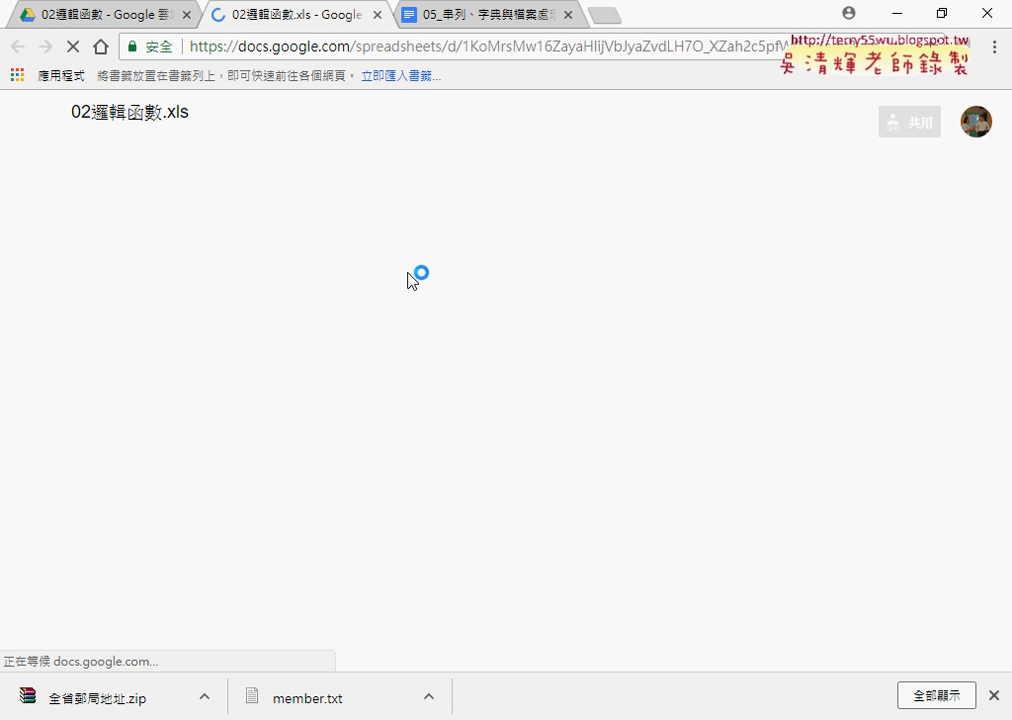 02邏輯函數 - Google 雲
02邏輯函數.xls - Google
05_串列、字典與檔案處
安全
https://docs.google.com/spreadsheets/d/1KoMrsMw16ZayaHIijVbJyaZvdLH7O_XZah2c5pfW
http://terry55wu.blogspot.tw
吳清輝老師錄製
應用程式
將書籤放置在書籤列上，即可快速前往各個網頁。
立即匯入書籤...
02邏輯函數.xls
共用
正在等候 docs.google.com...
全省郵局地址.zip
member.txt
全部顯示